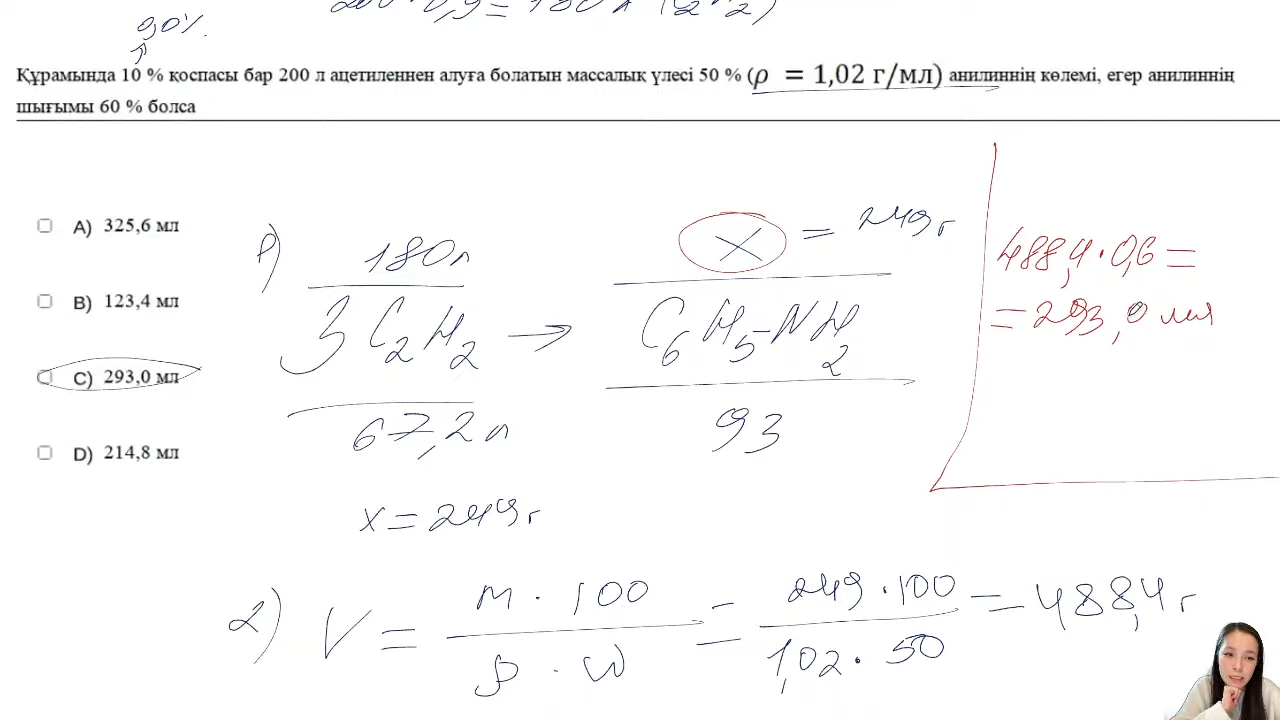 90%.
Құрамында 10 % қоспасы бар 200 л ацетиленнен алуға болатын массалық үлесі 50 % (ρ = 1,02 г/мл) анилиннің көлемі, егер анилиннің
шығымы 60 % болса
A) 325,6 мл
B) 123,4 мл
C) 293,0 мл
D) 214,8 мл
1) 180л X = 249г
3C2H2 → C6H5-NH2
67,2л 93
x = 249г
488,4·0,6=
=293,0мл
2) V = m·100 / ρ·W = 249·100 / 1,02·50 = 488,4г